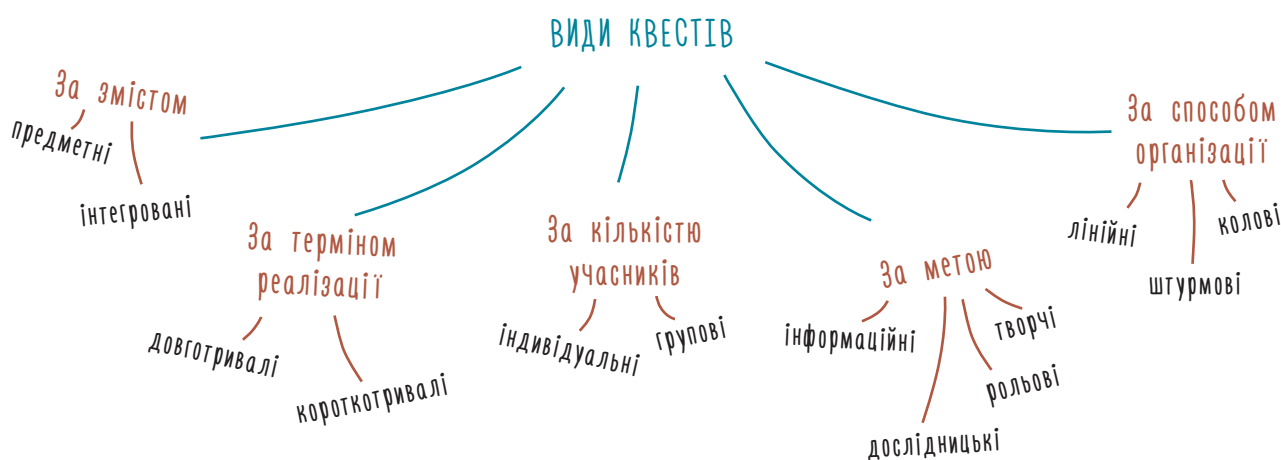 ВИДИ КВЕСТІВ
За змістом
предметні
інтегровані
За терміном
реалізації
довготривалі
короткотривалі
За кількістю
учасників
індивідуальні
групові
За метою
інформаційні
дослідницькі
рольові
творчі
За способом
організації
лінійні
штурмові
колові